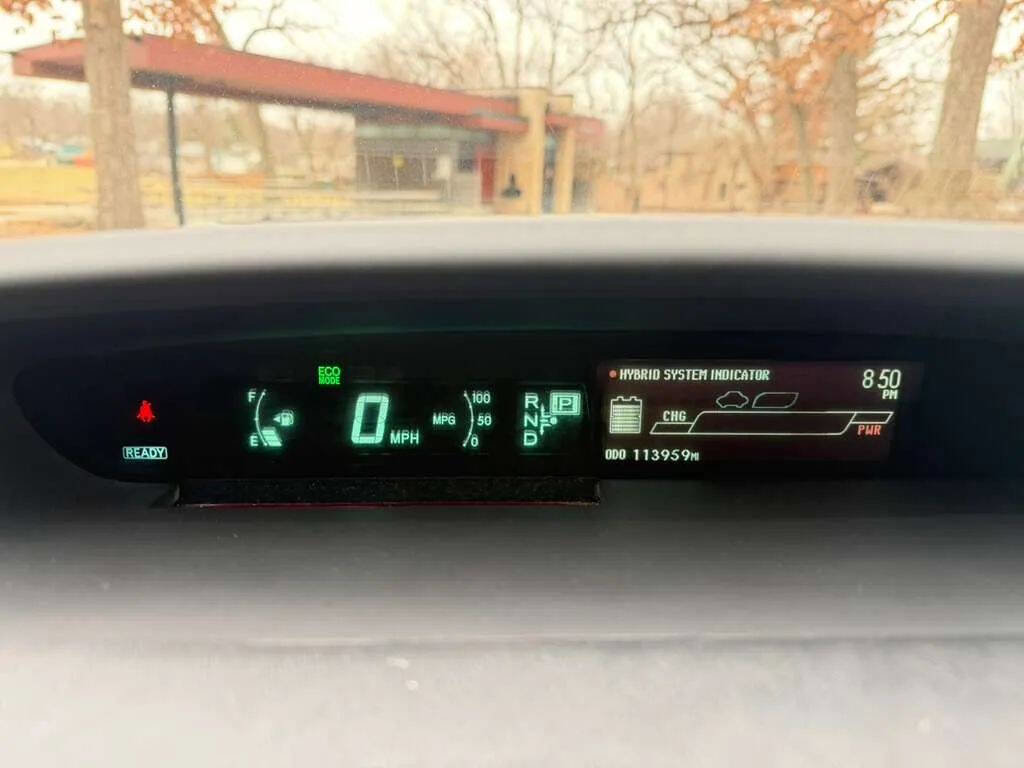 ECO
MODE
F
E
READY
0 MPH
MPG
100
50
0
R
N
D
P
HYBRID SYSTEM INDICATOR
8:50
PM
CHG
PWR
ODO 113959MI